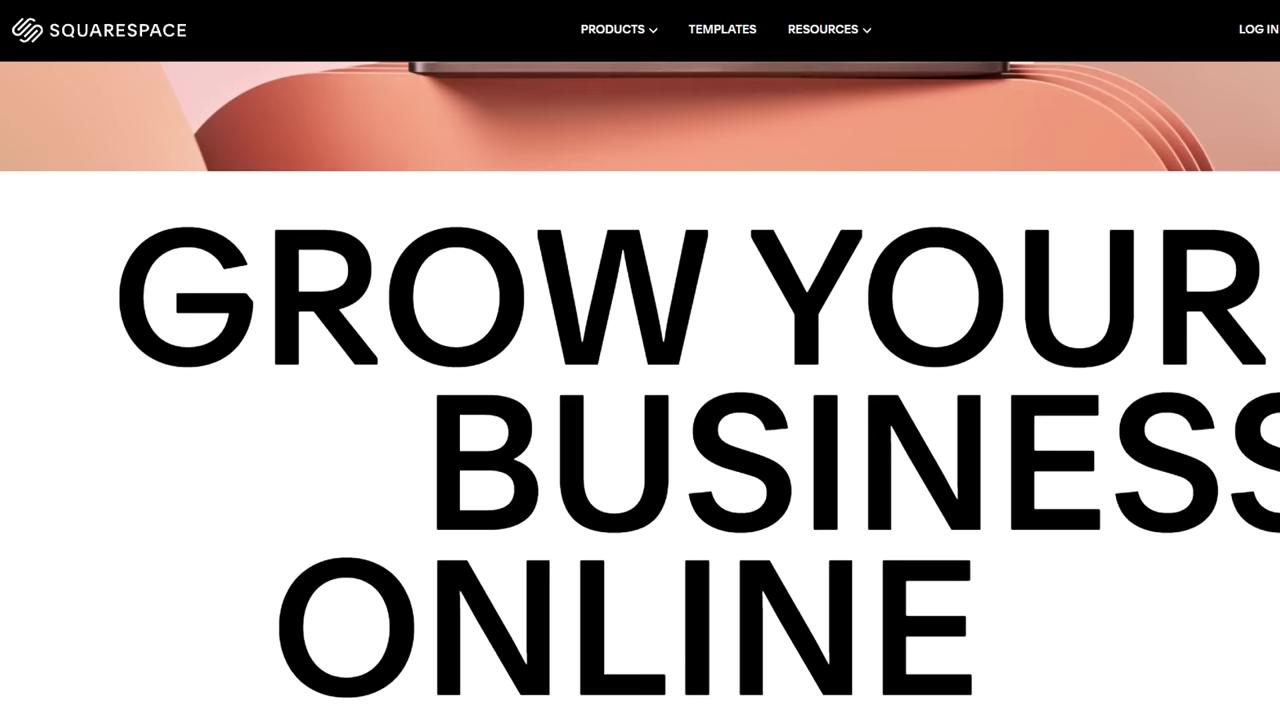 SQUARESPACE PRODUCTS TEMPLATES RESOURCES LOG IN
GROW YOUR
BUSINESS
ONLINE